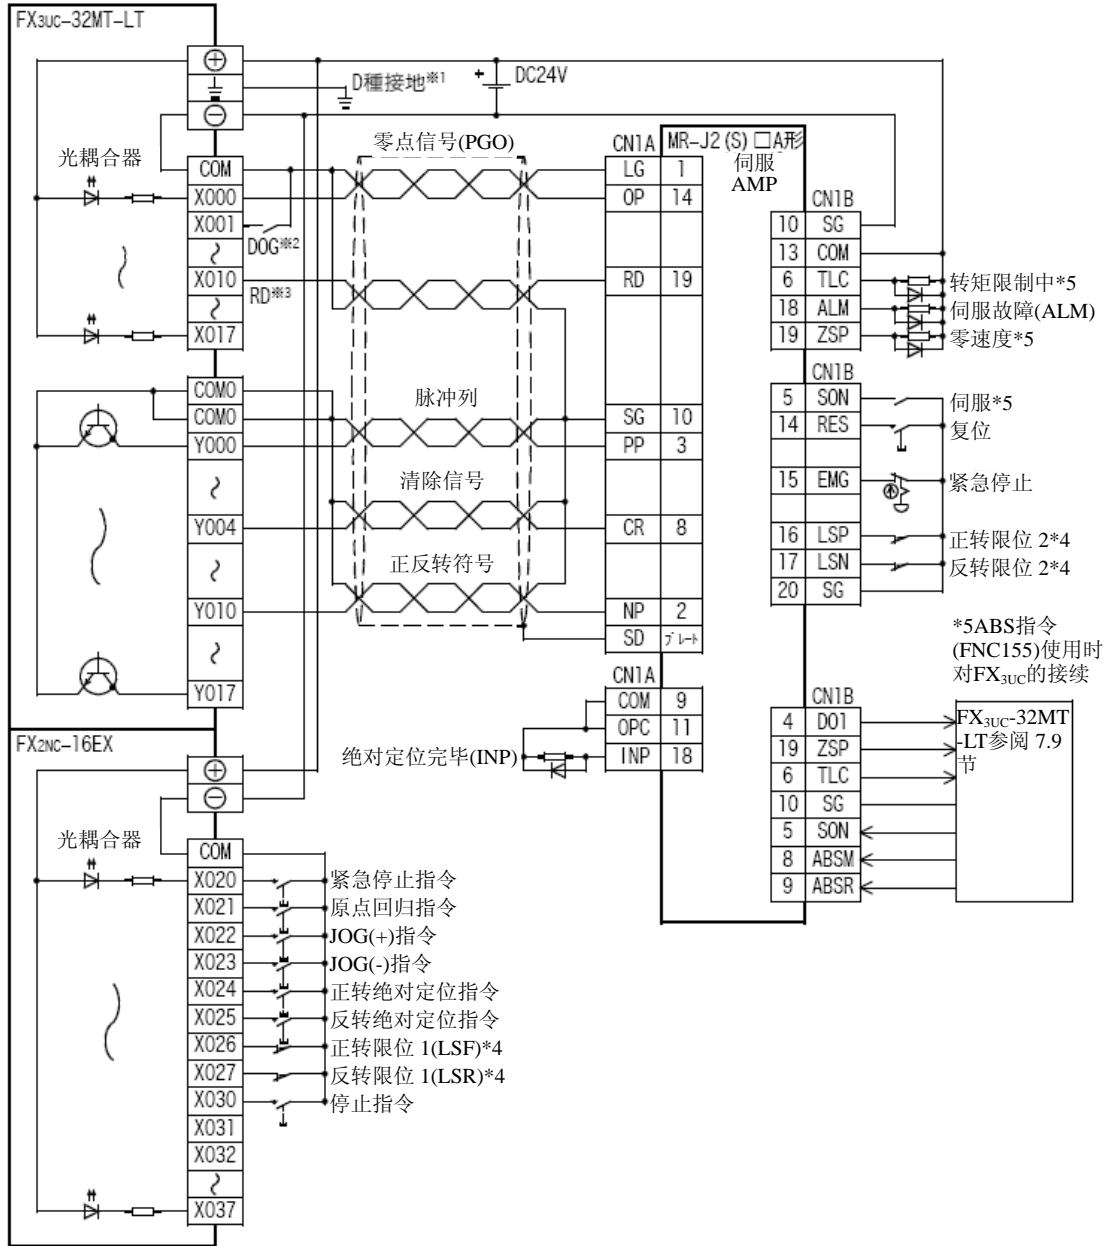 FX3UC-32MT-LT
D種接地※1
DC24V
光耦合器
COM
X000
X001
X010
X017
DOG※2
RD※3
零点信号(PGO)
COM0
COM0
Y000
Y004
Y010
Y017
脉冲列
清除信号
正反转符号
CN1A
MR-J2 (S) □A形
伺服
AMP
LG 1
OP 14
RD 19
SG 10
PP 3
CR 8
NP 2
SD プレート
CN1A
COM 9
OPC 11
INP 18
绝对定位完毕(INP)
CN1B
10 SG
13 COM
6 TLC
18 ALM
19 ZSP
转矩限制中*5
伺服故障(ALM)
零速度*5
CN1B
5 SON
14 RES
15 EMG
16 LSP
17 LSN
20 SG
伺服*5
复位
紧急停止
正转限位 2*4
反转限位 2*4
*5ABS指令
(FNC155)使用时
对FX3UC的接续
CN1B
4 DO1
19 ZSP
6 TLC
10 SG
5 SON
8 ABSM
9 ABSR
FX3UC-32MT
-LT参阅 7.9
节
FX2NC-16EX
光耦合器
COM
X020 紧急停止指令
X021 原点回归指令
X022 JOG(+)指令
X023 JOG(-)指令
X024 正转绝对定位指令
X025 反转绝对定位指令
X026 正转限位 1(LSF)*4
X027 反转限位 1(LSR)*4
X030 停止指令
X031
X032
X037